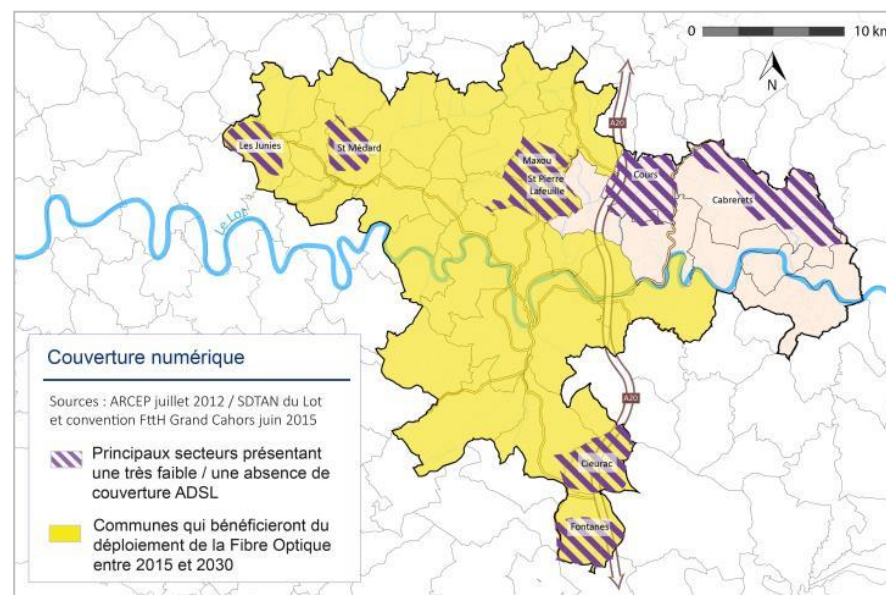 0 10 km
N
A20
Les Junies
St Médard
Maxou
St Pierre
Lafeuille
Cours
Cabrerets
Le Lot
A20
Cieurac
Fontanes
Couverture numérique
Sources : ARCEP juillet 2012 / SDTAN du Lot
et convention FttH Grand Cahors juin 2015
Principaux secteurs présentant
une très faible / une absence de
couverture ADSL
Communes qui bénéficieront du
déploiement de la Fibre Optique
entre 2015 et 2030